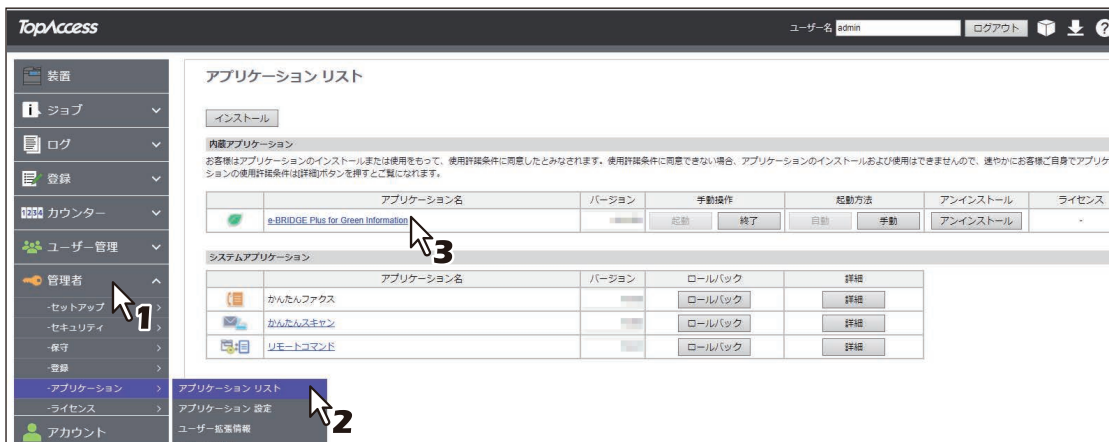 TopAccess
ユーザー名 admin ログアウト ?
装置
ジョブ
ログ
登録
1234 カウンター
ユーザー管理
管理者
-セットアップ
-セキュリティ
-保守
-登録
-アプリケーション
-ライセンス
アカウント
1
アプリケーション リスト
アプリケーション 設定
ユーザー拡張情報
2
アプリケーション リスト
インストール
内蔵アプリケーション
お客様はアプリケーションのインストールまたは使用をもって、使用許諾条件に同意したとみなされます。使用許諾条件に同意できない場合、アプリケーションのインストールおよび使用はできませんので、速やかにお客様ご自身でアプリケ
ションの使用許諾条件は[詳細]ボタンを押すとご覧になれます。
アプリケーション名 バージョン 手動操作 起動方法 アンインストール ライセンス
e-BRIDGE Plus for Green Information 起動 終了 自動 手動 アンインストール -
3
システムアプリケーション
アプリケーション名 バージョン ロールバック 詳細
かんたんファクス ロールバック 詳細
かんたんスキャン ロールバック 詳細
リモートコマンド ロールバック 詳細